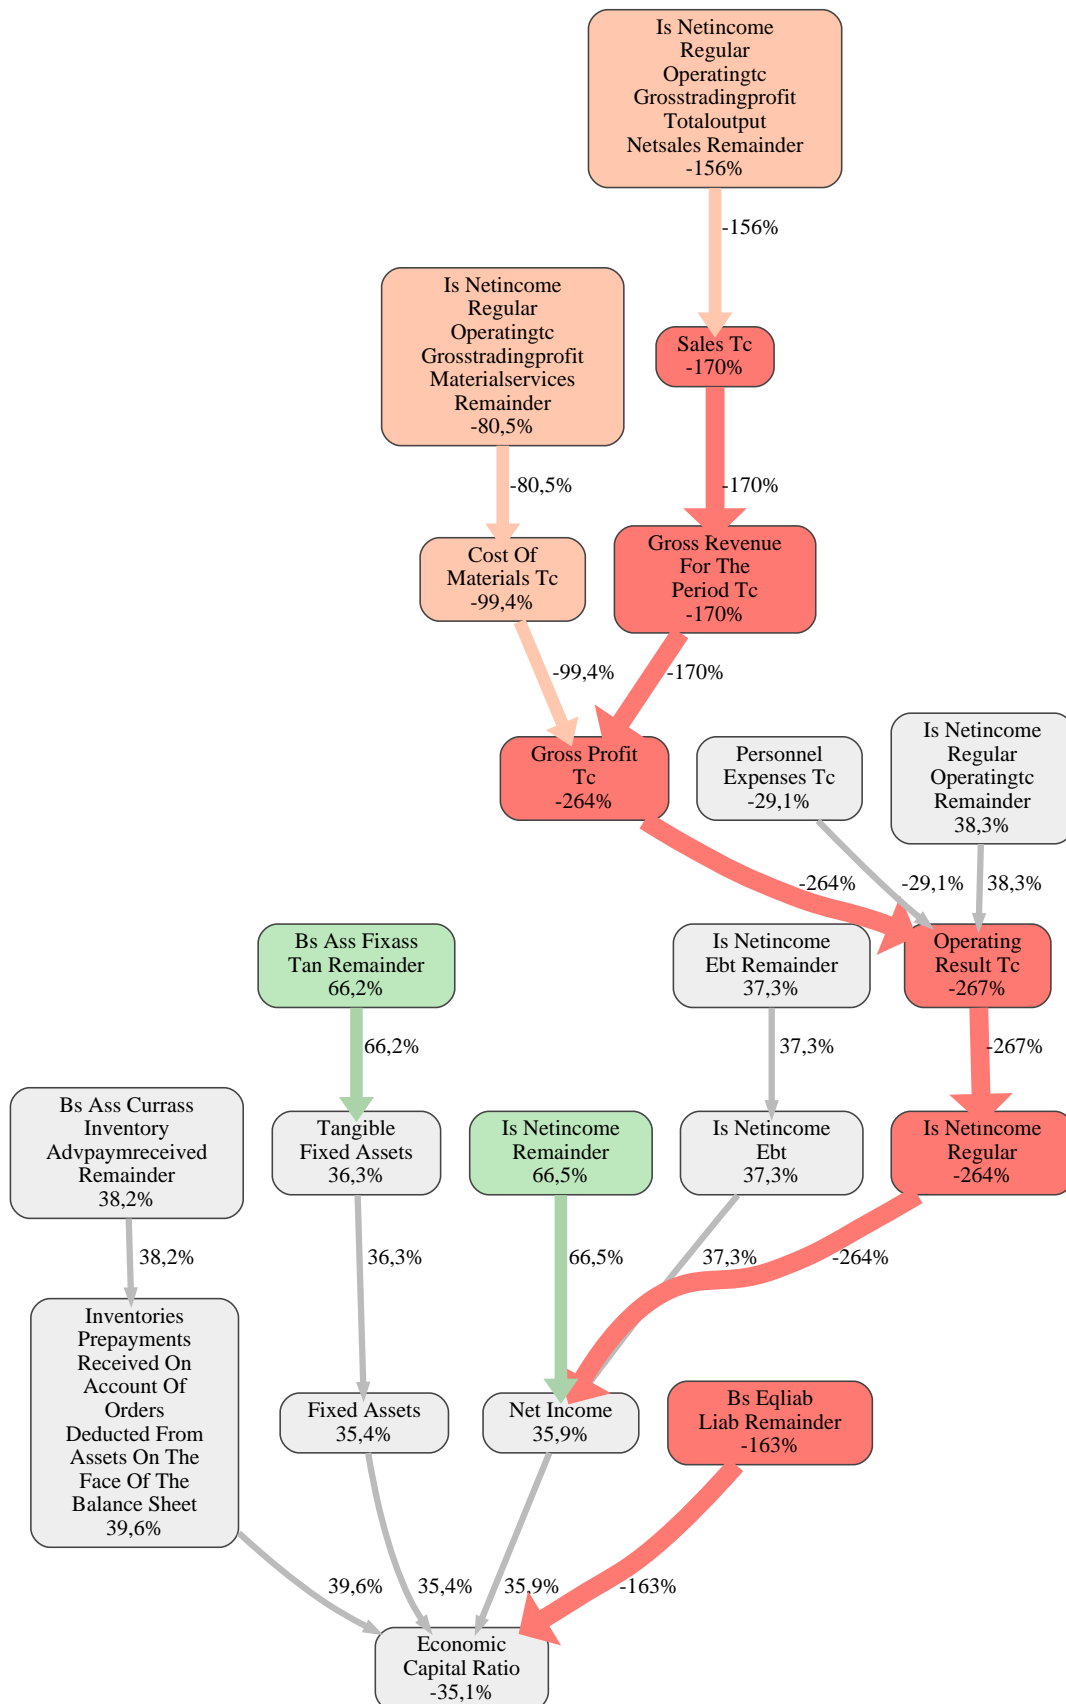 Is Netincome
Regular
Operatingtc
Grosstradingprofit
Totaloutput
Netsales Remainder
-156%
-156%
Is Netincome
Regular
Operatingtc
Grosstradingprofit
Materialservices
Remainder
-80,5%
Sales Tc
-170%
-80,5%
-170%
Cost Of
Materials Tc
-99,4%
Gross Revenue
For The
Period Tc
-170%
-99,4%
-170%
Gross Profit
Tc
-264%
Personnel
Expenses Tc
-29,1%
Is Netincome
Regular
Operatingtc
Remainder
38,3%
-264%
-29,1%
38,3%
Bs Ass Fixass
Tan Remainder
66,2%
Is Netincome
Ebt Remainder
37,3%
Operating
Result Tc
-267%
66,2%
37,3%
-267%
Bs Ass Currass
Inventory
Advpaymreceived
Remainder
38,2%
Tangible
Fixed Assets
36,3%
Is Netincome
Remainder
66,5%
Is Netincome
Ebt
37,3%
Is Netincome
Regular
-264%
38,2%
36,3%
66,5%
37,3%
-264%
Inventories
Prepayments
Received On
Account Of
Orders
Deducted From
Assets On The
Face Of The
Balance Sheet
39,6%
Fixed Assets
35,4%
Net Income
35,9%
Bs Eqliab
Liab Remainder
-163%
39,6%
35,4%
35,9%
-163%
Economic
Capital Ratio
-35,1%